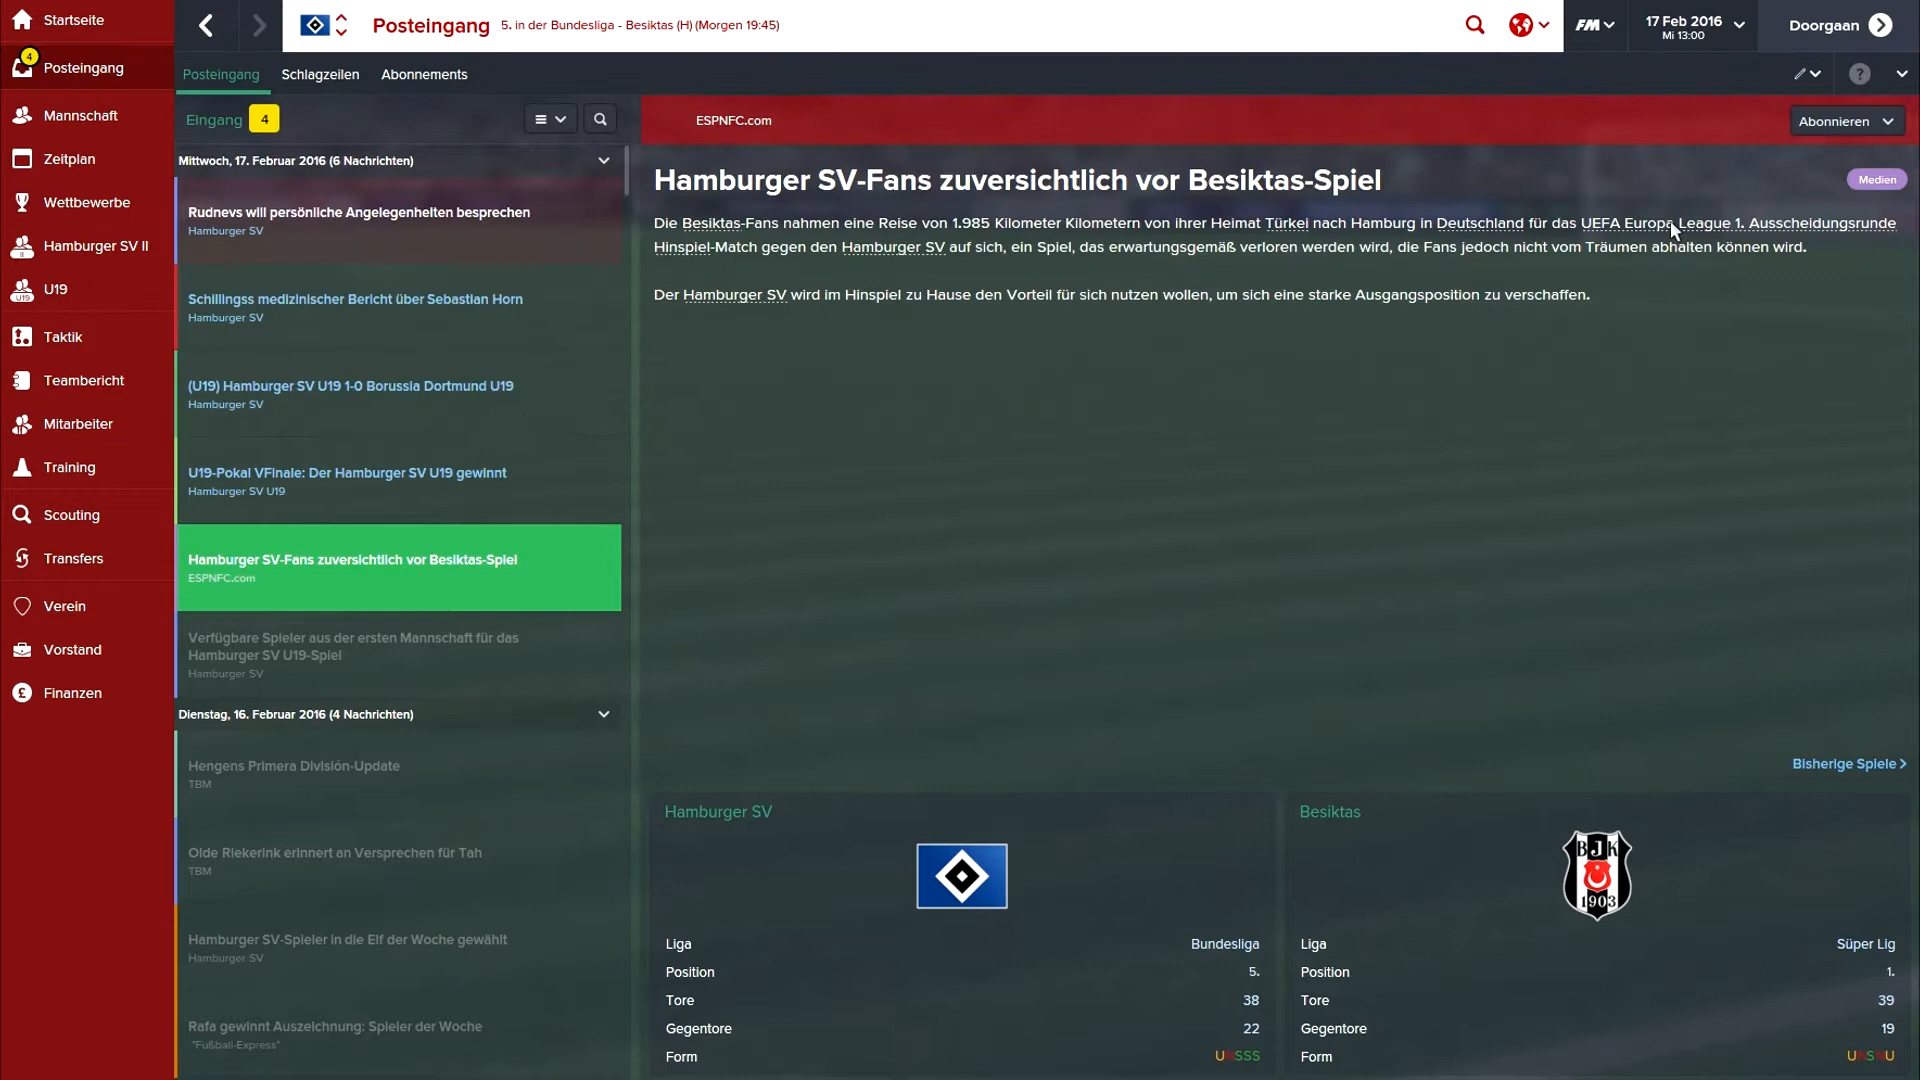 Startseite
4
Posteingang
Mannschaft
Zeitplan
Wettbewerbe
Hamburger SV II
U19
Taktik
Teambericht
Mitarbeiter
Training
Scouting
Transfers
Verein
Vorstand
Finanzen
Posteingang 5. in der Bundesliga - Besiktas (H) (Morgen 19:45)
FM
17 Feb 2016
Mi 13:00
Doorgaan
Posteingang Schlagzeilen Abonnements
?
Eingang 4
Mittwoch, 17. Februar 2016 (6 Nachrichten)
Rudnevs will persönliche Angelegenheiten besprechen
Hamburger SV
Schillingss medizinischer Bericht über Sebastian Horn
Hamburger SV
(U19) Hamburger SV U19 1-0 Borussia Dortmund U19
Hamburger SV
U19-Pokal VFinale: Der Hamburger SV U19 gewinnt
Hamburger SV U19
Hamburger SV-Fans zuversichtlich vor Besiktas-Spiel
ESPNFC.com
Verfügbare Spieler aus der ersten Mannschaft für das
Hamburger SV U19-Spiel
Hamburger SV
Dienstag, 16. Februar 2016 (4 Nachrichten)
Hengens Primera División-Update
TBM
Olde Riekerink erinnert an Versprechen für Tah
TBM
Hamburger SV-Spieler in die Elf der Woche gewählt
Hamburger SV
Rafa gewinnt Auszeichnung: Spieler der Woche
"Fußball-Express"
ESPNFC.com
Abonnieren
Hamburger SV-Fans zuversichtlich vor Besiktas-Spiel
Medien
Die Besiktas-Fans nahmen eine Reise von 1.985 Kilometer Kilometern von ihrer Heimat Türkei nach Hamburg in Deutschland für das UEFA Europa League 1. Ausscheidungsrunde
Hinspiel-Match gegen den Hamburger SV auf sich, ein Spiel, das erwartungsgemäß verloren werden wird, die Fans jedoch nicht vom Träumen abhalten können wird.
Der Hamburger SV wird im Hinspiel zu Hause den Vorteil für sich nutzen wollen, um sich eine starke Ausgangsposition zu verschaffen.
Bisherige Spiele
Hamburger SV
Liga Bundesliga
Position 5.
Tore 38
Gegentore 22
Form U SSS
Besiktas
BJK
1903
Liga Süper Lig
Position 1.
Tore 39
Gegentore 19
Form U S U